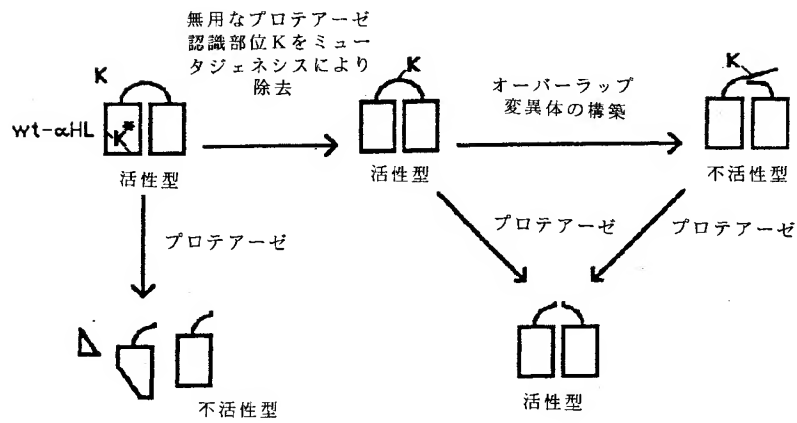 無用なプロテアーゼ
認識部位Kをミュー
タジェネシスにより
除去
K
K
K
オーバーラップ
変異体の構築
wt-αHL
K*
活性型
活性型
不活性型
プロテアーゼ
プロテアーゼ
プロテアーゼ
不活性型
活性型